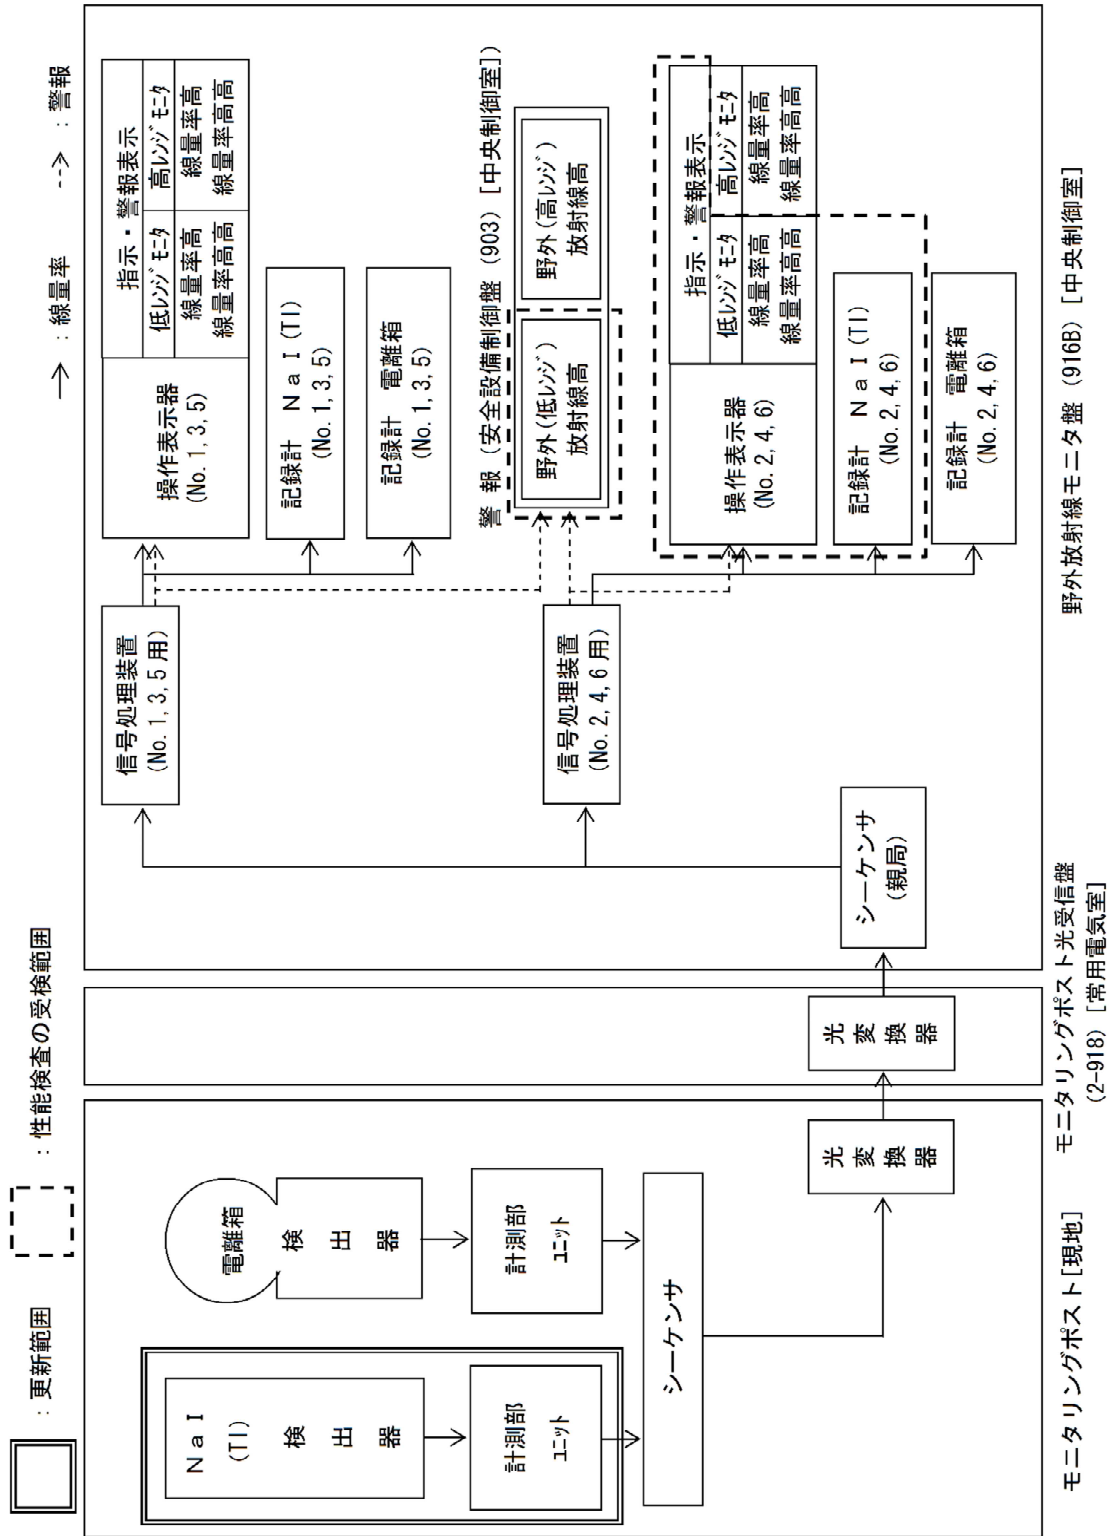 ：更新範囲
：性能検査の受検範囲
→ ：線量率
--> ：警報
NaI
(Tl)
検出器
計測部
ユニット
電離箱
検出器
計測部
ユニット
シーケンサ
光変換器
モニタリングポスト[現地]
光変換器
モニタリングポスト光受信盤
(2-918) [常用電気室]
シーケンサ
(親局)
信号処理装置
(No. 1, 3, 5 用)
信号処理装置
(No. 2, 4, 6 用)
操作表示器
(No. 1, 3, 5)
指示・警報表示
低レンジモニタ
高レンジモニタ
線量率高
線量率高高
線量率高
線量率高高
記録計 NaI(Tl)
(No. 1, 3, 5)
記録計 電離箱
(No. 1, 3, 5)
警報 (安全設備制御盤 (903) [中央制御室])
野外(低レンジ)
放射線高
野外(高レンジ)
放射線高
操作表示器
(No. 2, 4, 6)
指示・警報表示
低レンジモニタ
高レンジモニタ
線量率高
線量率高高
線量率高
線量率高高
記録計 NaI(Tl)
(No. 2, 4, 6)
記録計 電離箱
(No. 2, 4, 6)
野外放射線モニタ盤 (916B) [中央制御室]